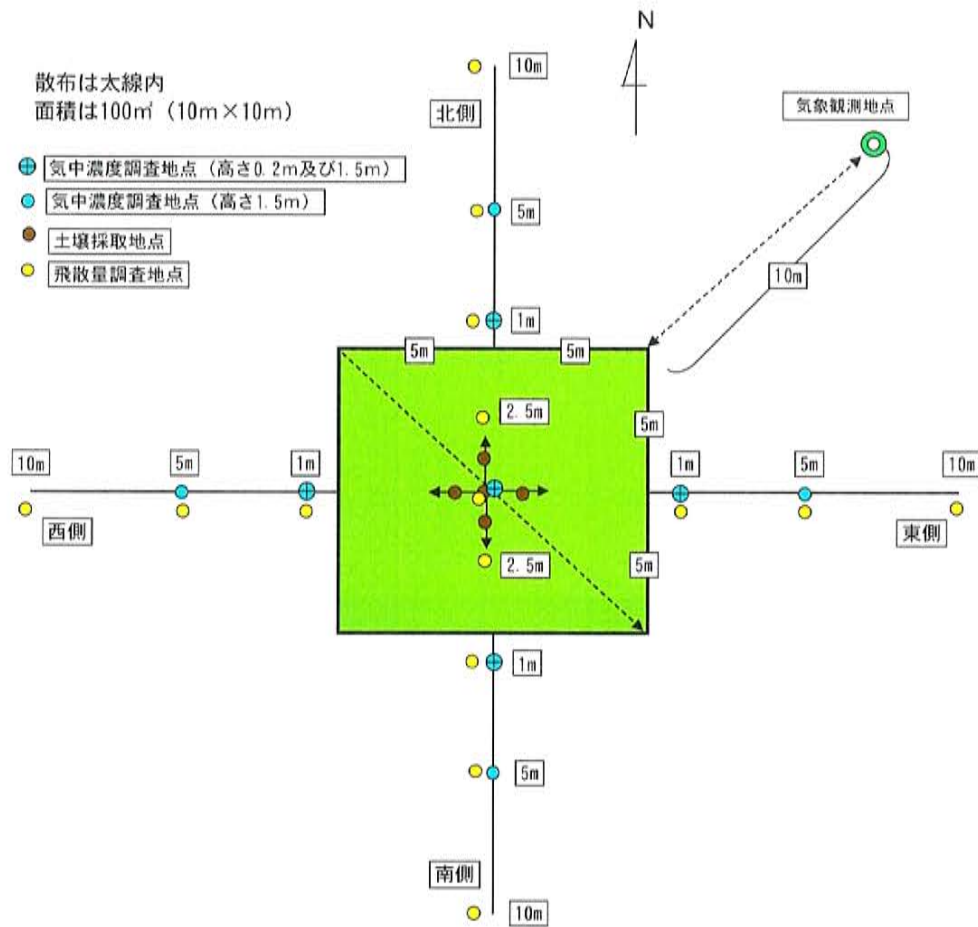 N
10m
散布は太線内
面積は100㎡（10m×10m）
気象観測地点
北側
気中濃度調査地点（高さ0.2m及び1.5m）
気中濃度調査地点（高さ1.5m）
5m
土壌採取地点
飛散量調査地点
10m
1m
5m
5m
2.5m
5m
10m
5m
1m
1m
5m
10m
西側
東側
2.5m
5m
1m
5m
南側
10m